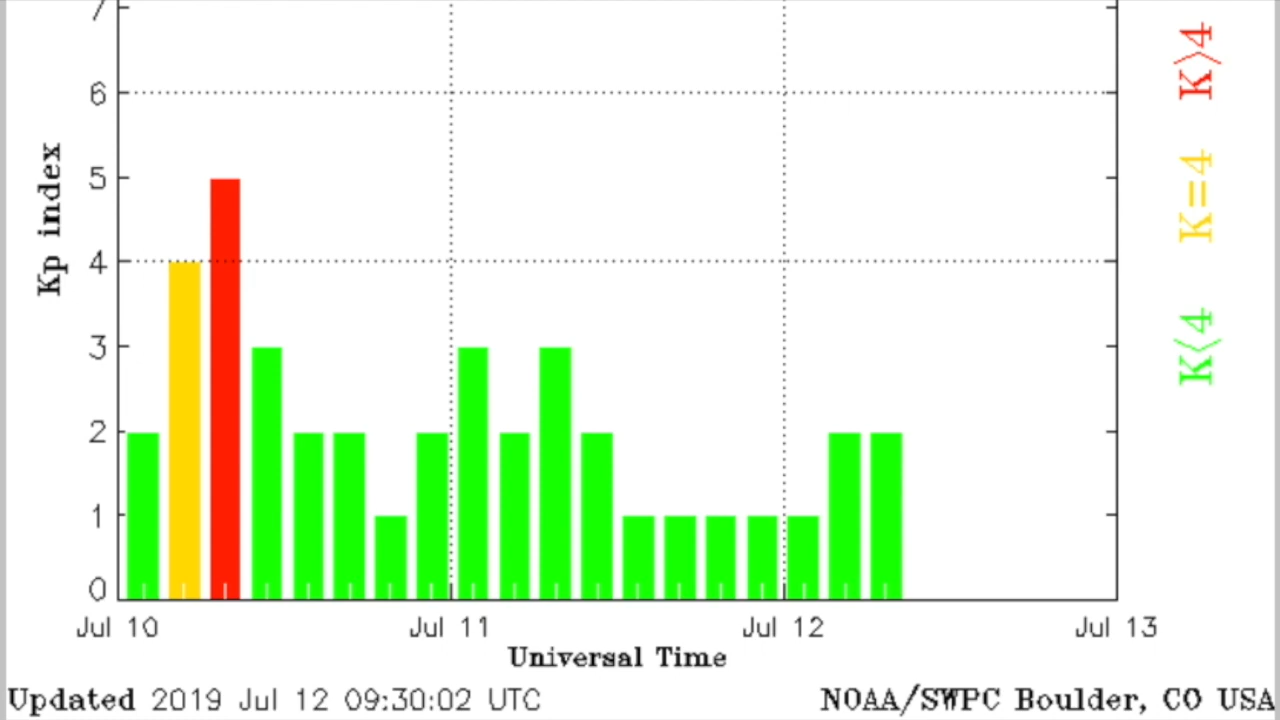 7
6
5
4
3
2
1
0
Kp index
Jul 10 Jul 11 Jul 12 Jul 13
Universal Time
Updated 2019 Jul 12 09:30:02 UTC NOAA/SWPC Boulder, CO USA
K<4 K=4 K>4